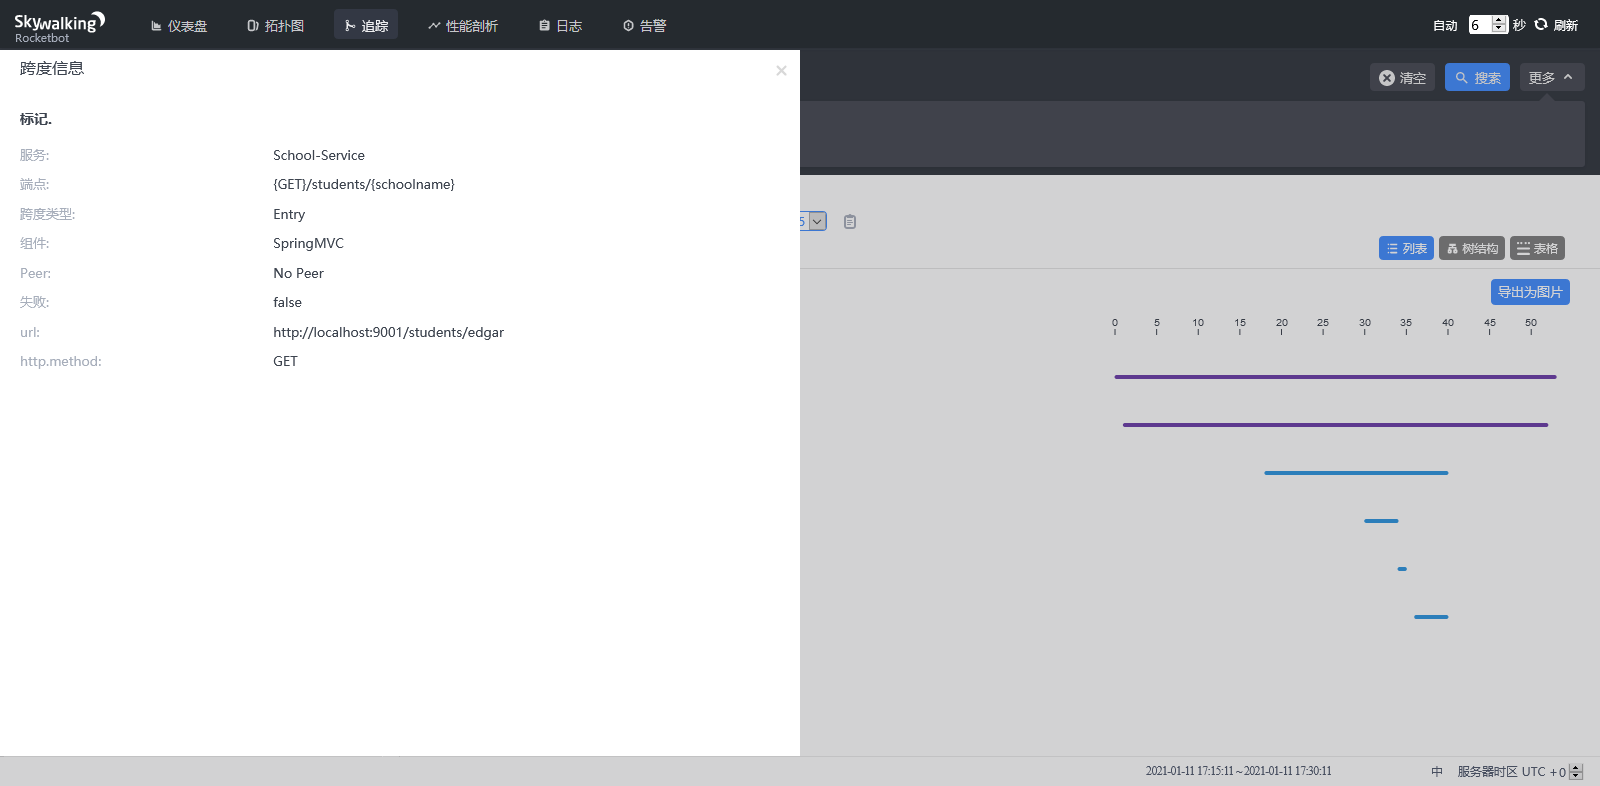 Skywalking
Rocketbot
仪表盘 拓扑图 追踪 性能剖析 日志 告警 自动 6 秒 刷新
跨度信息 ×
清空 搜索 更多
标记.
服务: School-Service
端点: {GET}/students/{schoolname}
跨度类型: Entry
组件: SpringMVC
Peer: No Peer
失败: false
url: http://localhost:9001/students/edgar
http.method: GET
5
列表 树结构 表格
导出为图片
0 5 10 15 20 25 30 35 40 45 50
2021-01-11 17:15:11~2021-01-11 17:30:11 中 服务器时区 UTC +0